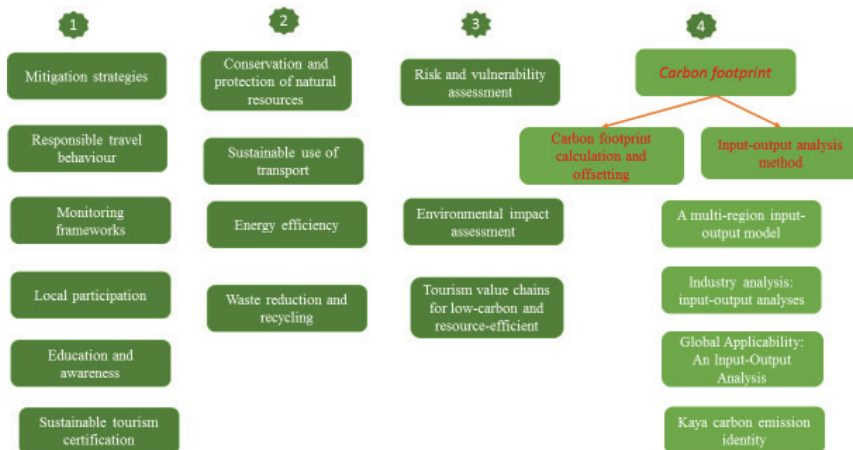 1
Mitigation strategies
Responsible travel
behaviour
Monitoring
frameworks
Local participation
Education and
awareness
Sustainable tourism
certification
2
Conservation and
protection of natural
resources
Sustainable use of
transport
Energy efficiency
Waste reduction and
recycling
3
Risk and vulnerability
assessment
Environmental impact
assessment
Tourism value chains
for low-carbon and
resource-efficient
4
Carbon footprint
Carbon footprint
calculation and
offsetting
Input-output analysis
method
A multi-region input-
output model
Industry analysis:
input-output analyses
Global Applicability:
An Input-Output
Analysis
Kaya carbon emission
identity